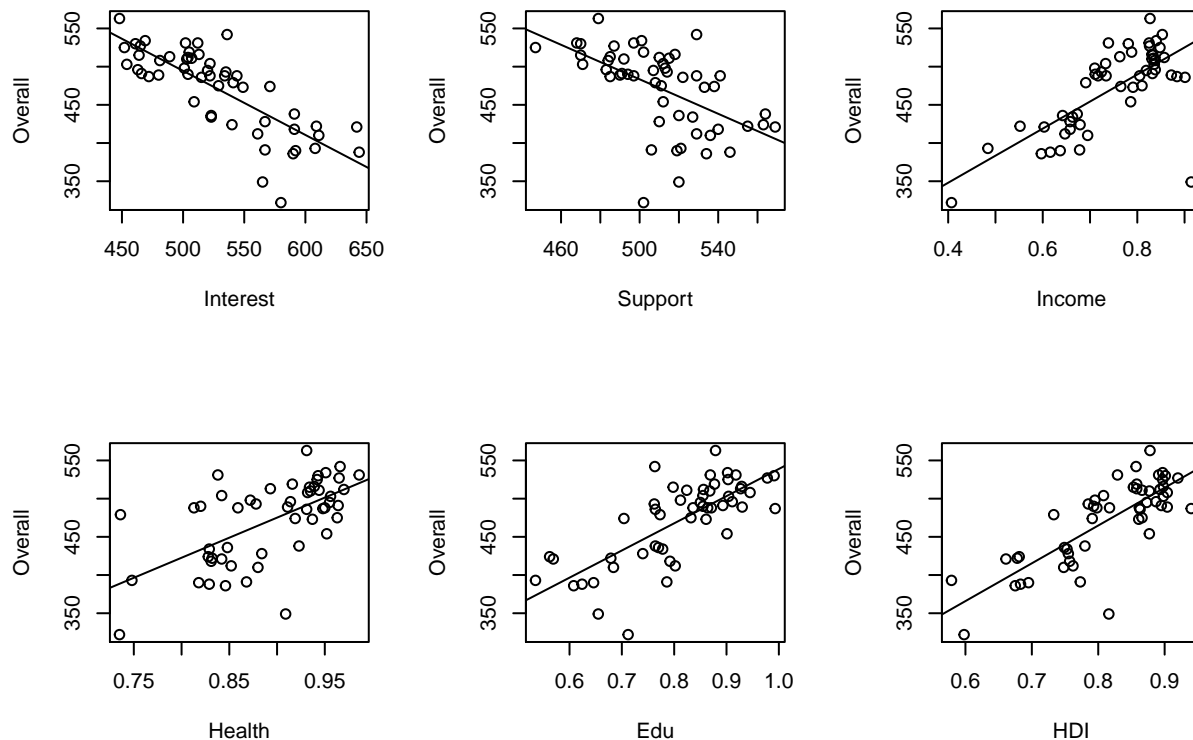 Overall
350 450 550
450 500 550 600 650
Interest
Overall
350 450 550
460 500 540
Support
Overall
350 450 550
0.4 0.6 0.8
Income
Overall
350 450 550
0.75 0.85 0.95
Health
Overall
350 450 550
0.6 0.7 0.8 0.9 1.0
Edu
Overall
350 450 550
0.6 0.7 0.8 0.9
HDI